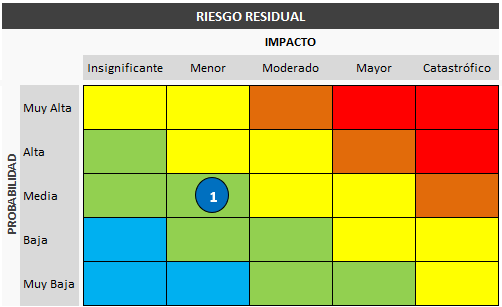 RIESGO RESIDUAL
IMPACTO
Insignificante Menor Moderado Mayor Catastrófico
PROBABILIDAD
Muy Alta
Alta
Media 1
Baja
Muy Baja